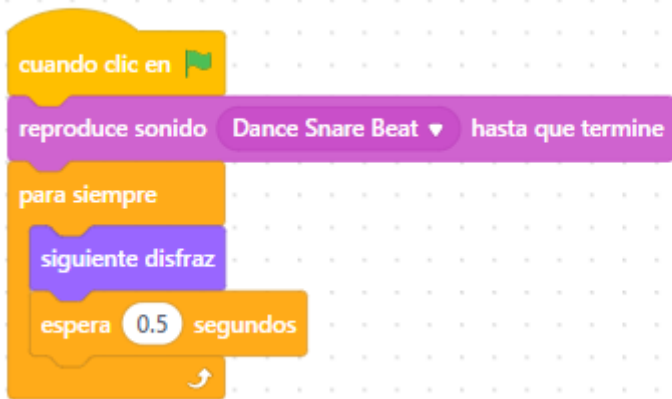 cuando clic en
reproduce sonido Dance Snare Beat hasta que termine
para siempre
siguiente disfraz
espera 0.5 segundos